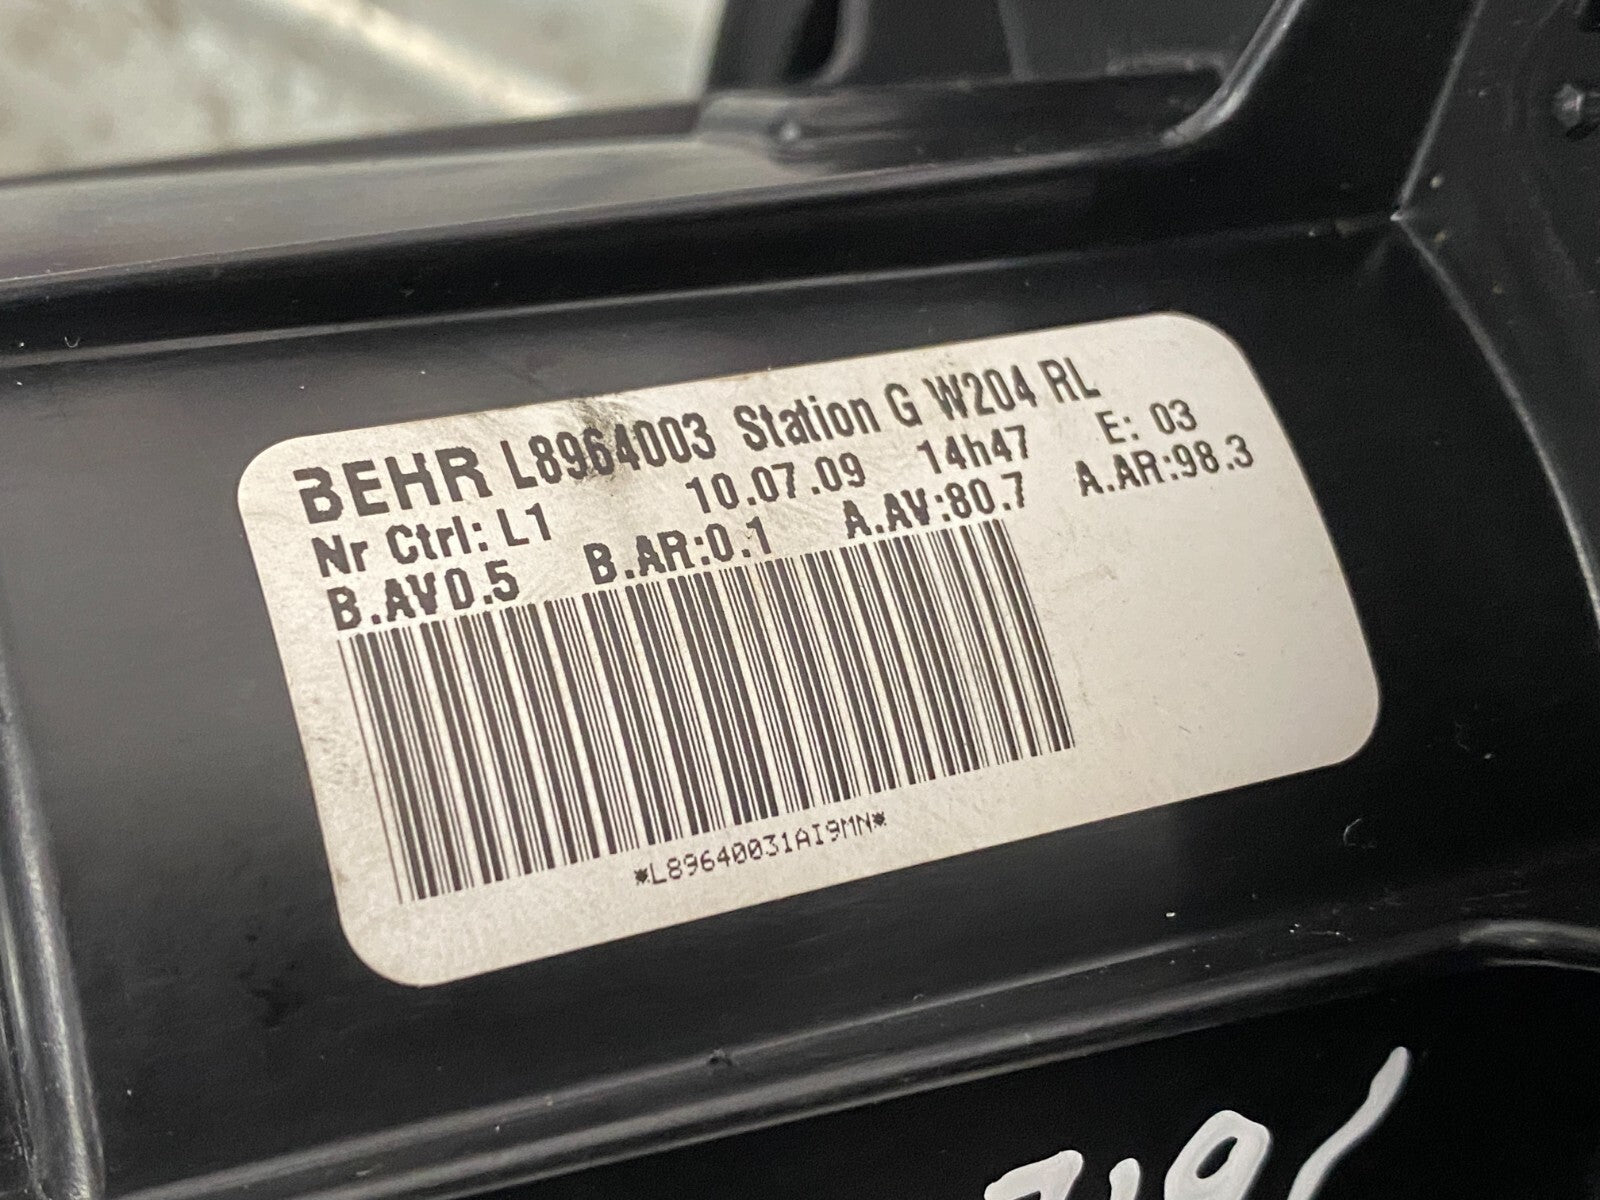 BEHR L8964003 Station G W204 RL
Nr Ctrl: L1 10.07.09 14h47 E: 03
B.AV0.5 B.AR:0.1 A.AV:80.7 A.AR:98.3
*L89640031AI9MN*